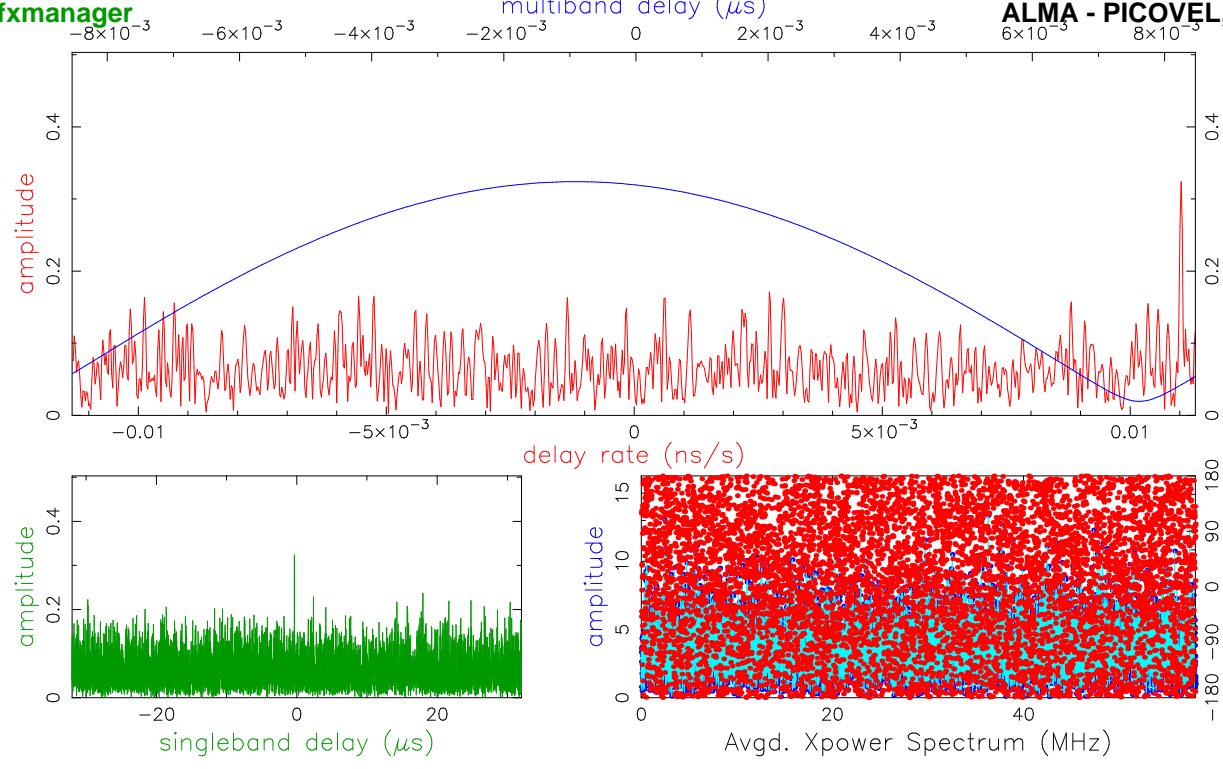 fxmanager
multiband delay (μs)
ALMA - PICOVEL,
−8×10⁻³ −6×10⁻³ −4×10⁻³ −2×10⁻³ 0 2×10⁻³ 4×10⁻³ 6×10⁻³ 8×10⁻³
amplitude
0 0.2 0.4
0 0.2 0.4
−0.01 −5×10⁻³ 0 5×10⁻³ 0.01
delay rate (ns/s)
amplitude
0 0.2 0.4
−20 0 20
singleband delay (μs)
amplitude
0 5 10 15
−180 −90 0 90 180
0 20 40
Avgd. Xpower Spectrum (MHz)